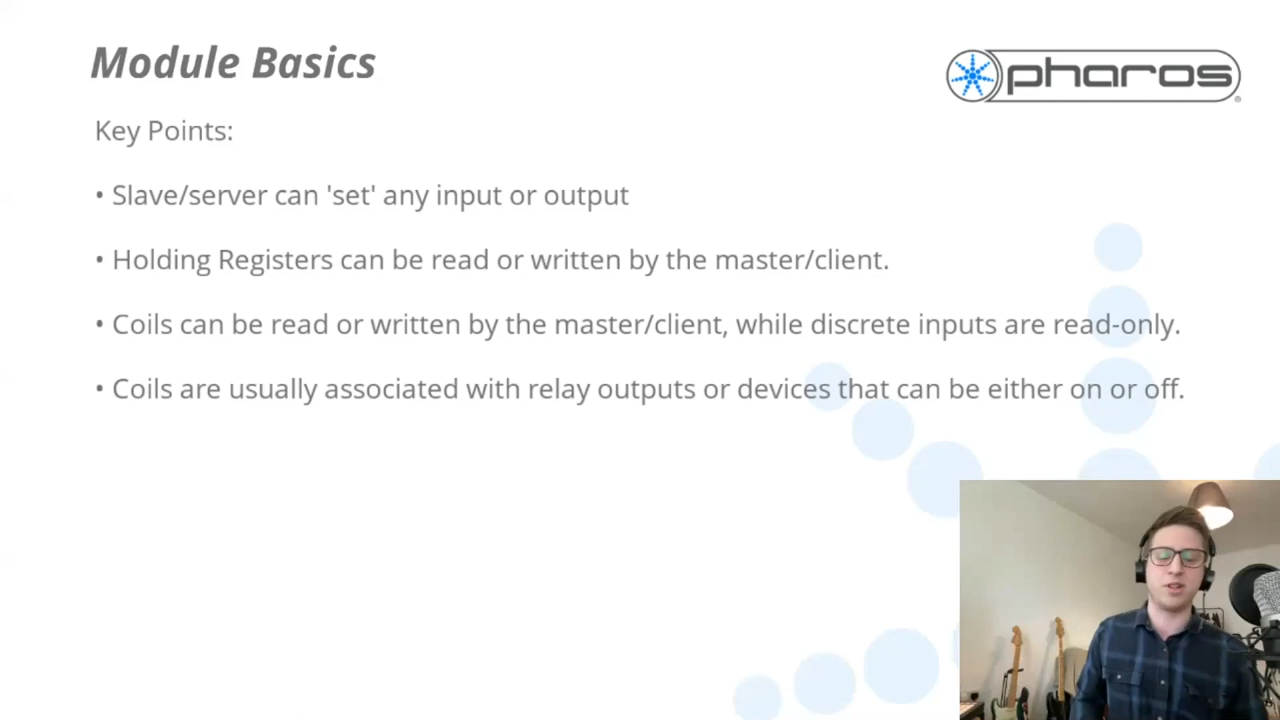 Module Basics
pharos
Key Points:
• Slave/server can 'set' any input or output
• Holding Registers can be read or written by the master/client.
• Coils can be read or written by the master/client, while discrete inputs are read-only.
• Coils are usually associated with relay outputs or devices that can be either on or off.